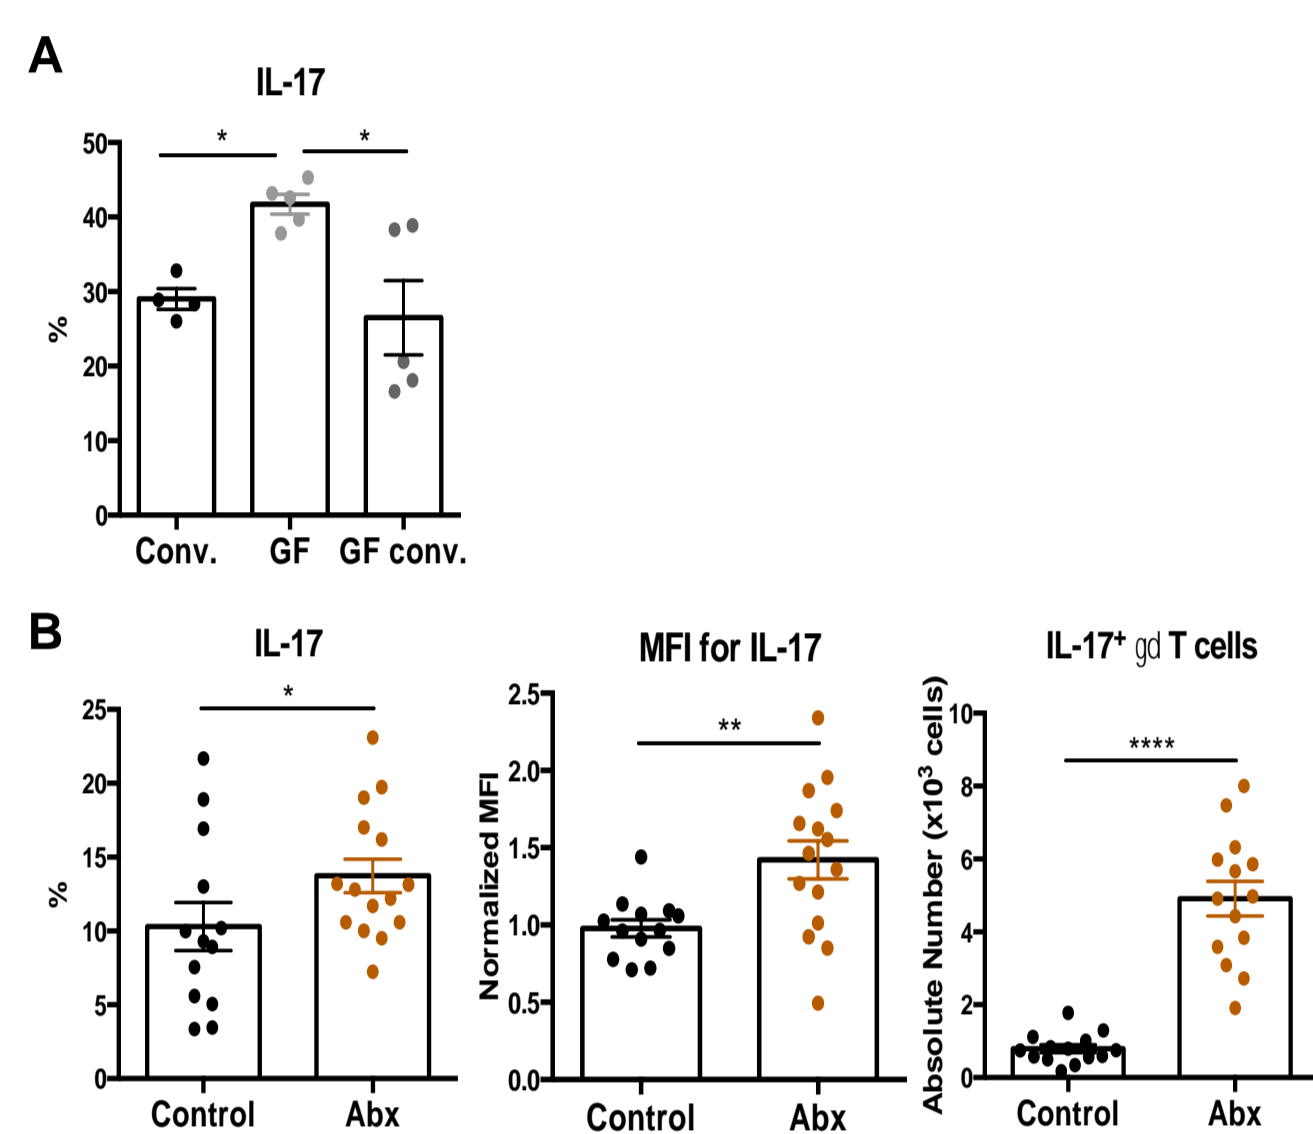 A
IL-17
*
*
50
40
30
20
10
0
%
Conv. GF GF conv.
B
IL-17
*
25
20
15
10
5
0
%
Control Abx
MFI for IL-17
**
2.5
2.0
1.5
1.0
0.5
0.0
Normalized MFI
Control Abx
IL-17⁺ gd T cells
****
10
8
6
4
2
0
Absolute Number (x10³ cells)
Control Abx